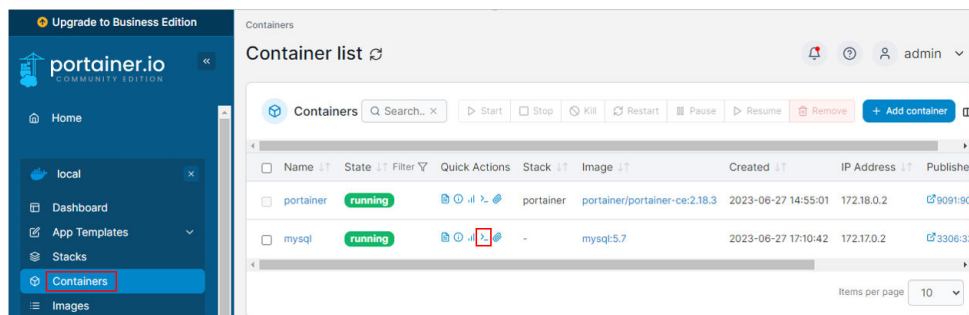 Upgrade to Business Edition
portainer.io
COMMUNITY EDITION
Home
local
Dashboard
App Templates
Stacks
Containers
Images
Containers
Container list
admin
Containers Search.. Start Stop Kill Restart Pause Resume Remove + Add container
Name State Filter Quick Actions Stack Image Created IP Address Publishe
portainer running portainer portainer/portainer-ce:2.18.3 2023-06-27 14:55:01 172.18.0.2 9091:90
mysql running - mysql:5.7 2023-06-27 17:10:42 172.17.0.2 3306:33
Items per page 10